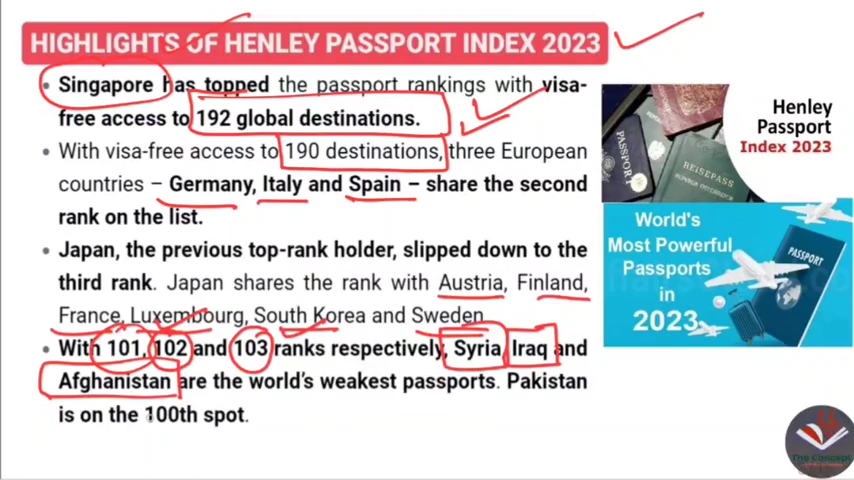 HIGHLIGHTS OF HENLEY PASSPORT INDEX 2023
• Singapore has topped the passport rankings with visa-
free access to 192 global destinations.
• With visa-free access to 190 destinations, three European
countries – Germany, Italy and Spain – share the second
rank on the list.
• Japan, the previous top-rank holder, slipped down to the
third rank. Japan shares the rank with Austria, Finland,
France, Luxembourg, South Korea and Sweden.
• With 101, 102 and 103 ranks respectively, Syria, Iraq and
Afghanistan are the world's weakest passports. Pakistan
is on the 100th spot.
Henley
Passport
Index 2023
PASSPORT
REISEPASS
World's
Most Powerful
Passports
in
2023
PASSPORT
The Concept